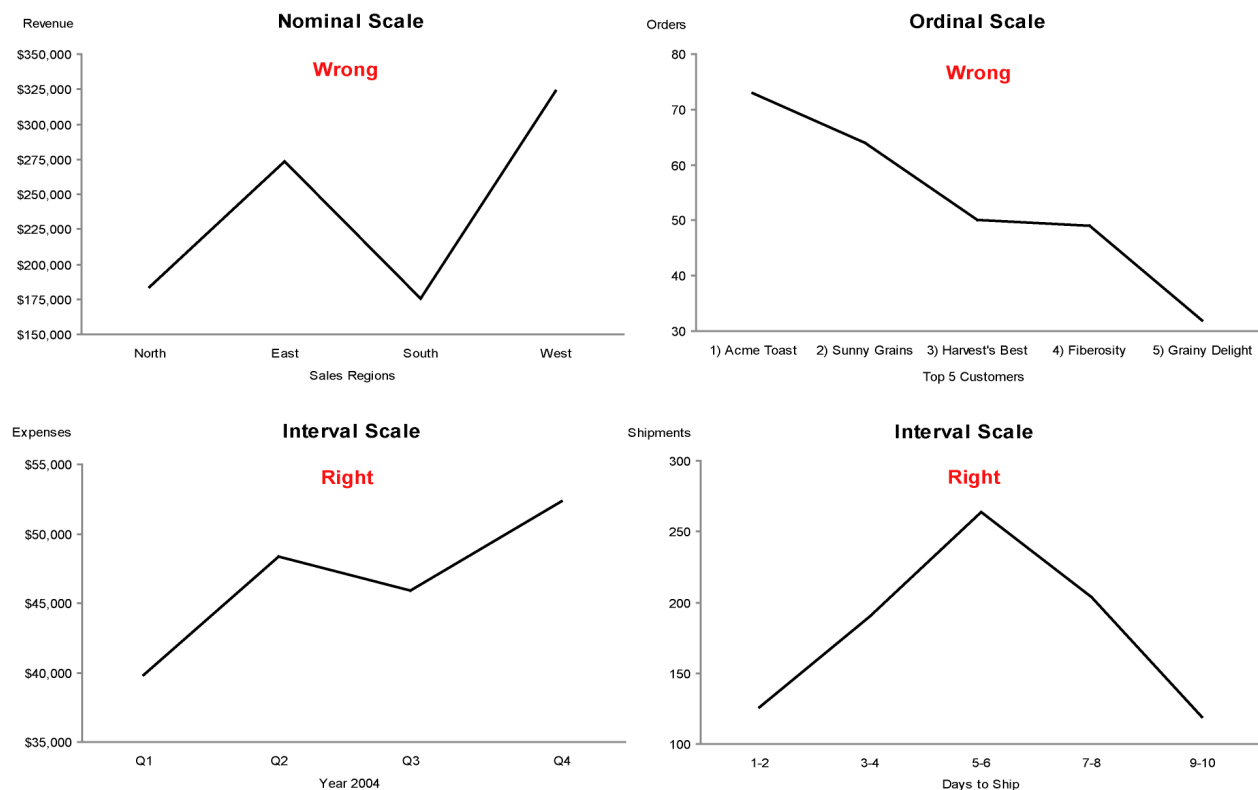 Revenue
Nominal Scale
Wrong
$350,000
$325,000
$300,000
$275,000
$250,000
$225,000
$200,000
$175,000
$150,000
North East South West
Sales Regions
Orders
Ordinal Scale
Wrong
80
70
60
50
40
30
1) Acme Toast 2) Sunny Grains 3) Harvest's Best 4) Fiberosity 5) Grainy Delight
Top 5 Customers
Expenses
Interval Scale
Right
$55,000
$50,000
$45,000
$40,000
$35,000
Q1 Q2 Q3 Q4
Year 2004
Shipments
Interval Scale
Right
300
250
200
150
100
1-2 3-4 5-6 7-8 9-10
Days to Ship